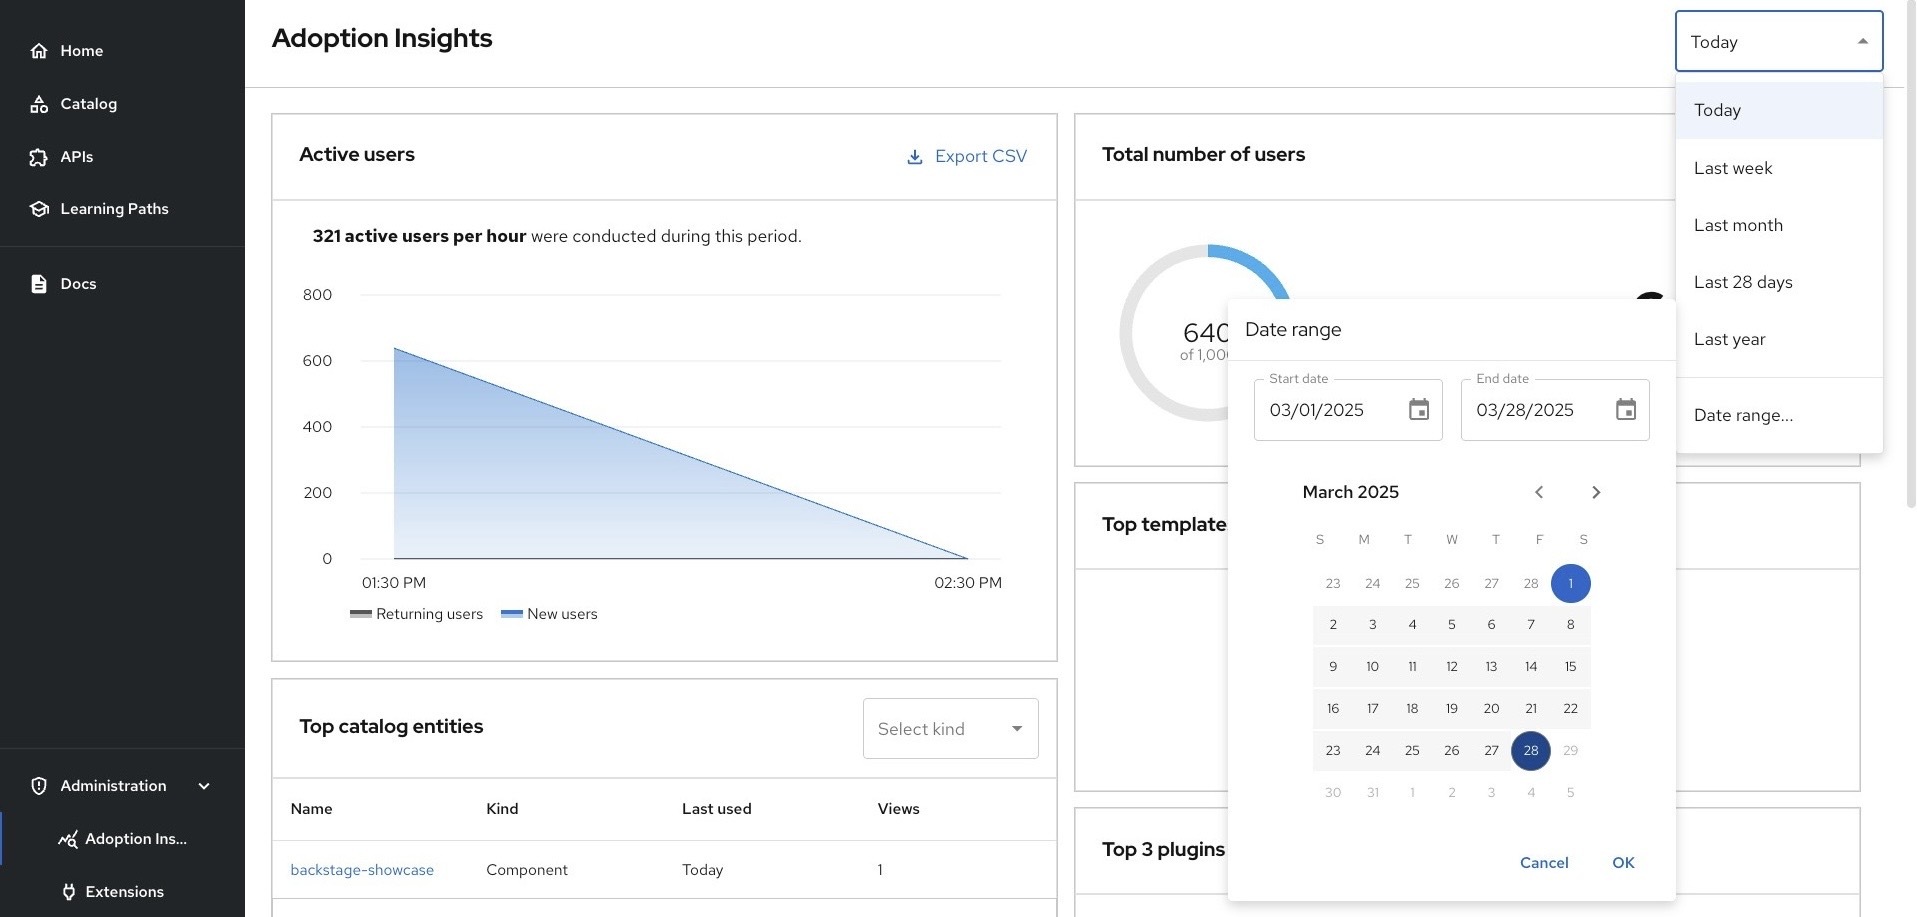 Home
Catalog
APIs
Learning Paths
Docs
Administration
Adoption Ins...
Extensions
Adoption Insights
Today
Today
Last week
Last month
Last 28 days
Last year
Date range...
Active users
Export CSV
321 active users per hour were conducted during this period.
800
600
400
200
0
01:30 PM
02:30 PM
Returning users
New users
Total number of users
640
of 1,000
Date range
Start date
End date
03/01/2025
03/28/2025
March 2025
S M T W T F S
23 24 25 26 27 28 1
2 3 4 5 6 7 8
9 10 11 12 13 14 15
16 17 18 19 20 21 22
23 24 25 26 27 28 29
30 31 1 2 3 4 5
Cancel
OK
Top catalog entities
Select kind
Name Kind Last used Views
backstage-showcase Component Today 1
Top template
Top 3 plugins